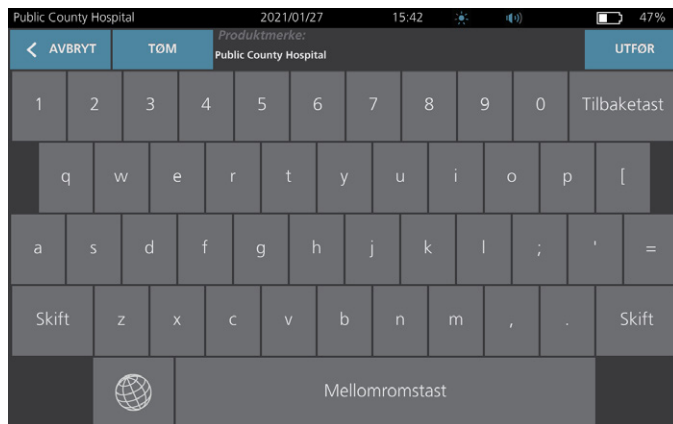 Public County Hospital 2021/01/27 15:42 47%
AVBRYT TØM Produktmerke: UTFØR
Public County Hospital
1 2 3 4 5 6 7 8 9 0 Tilbaketast
q w e r t y u i o p [
a s d f g h j k l ; ' =
Skift z x c v b n m , . Skift
Mellomromstast